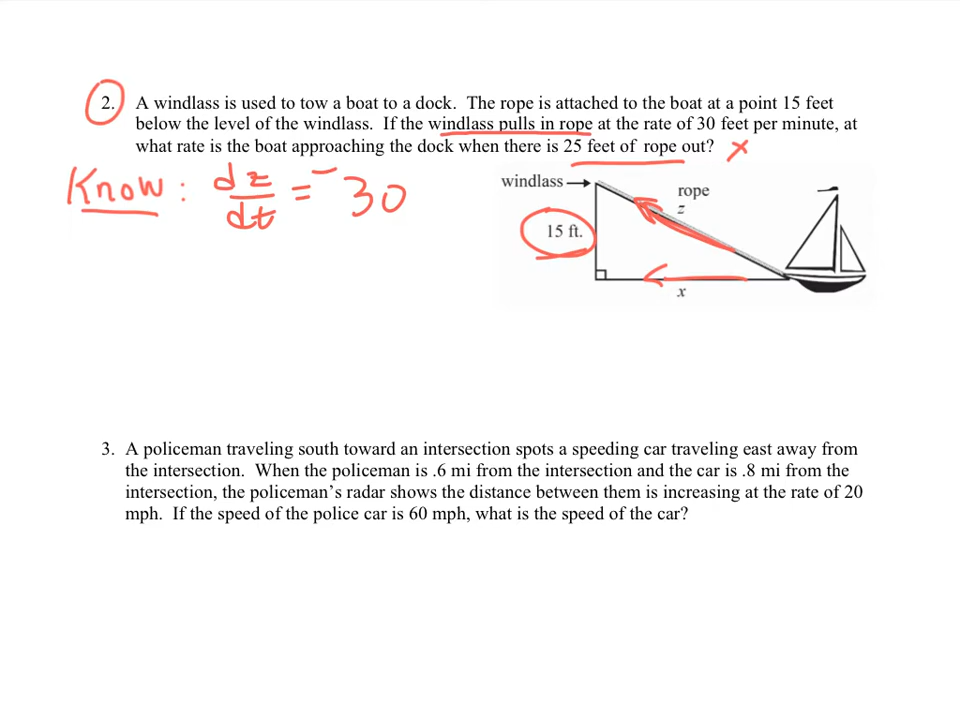 2. A windlass is used to tow a boat to a dock. The rope is attached to the boat at a point 15 feet
below the level of the windlass. If the windlass pulls in rope at the rate of 30 feet per minute, at
what rate is the boat approaching the dock when there is 25 feet of rope out? x
Know: dz/dt = -30
windlass
rope
z
15 ft.
x
3. A policeman traveling south toward an intersection spots a speeding car traveling east away from
the intersection. When the policeman is .6 mi from the intersection and the car is .8 mi from the
intersection, the policeman’s radar shows the distance between them is increasing at the rate of 20
mph. If the speed of the police car is 60 mph, what is the speed of the car?